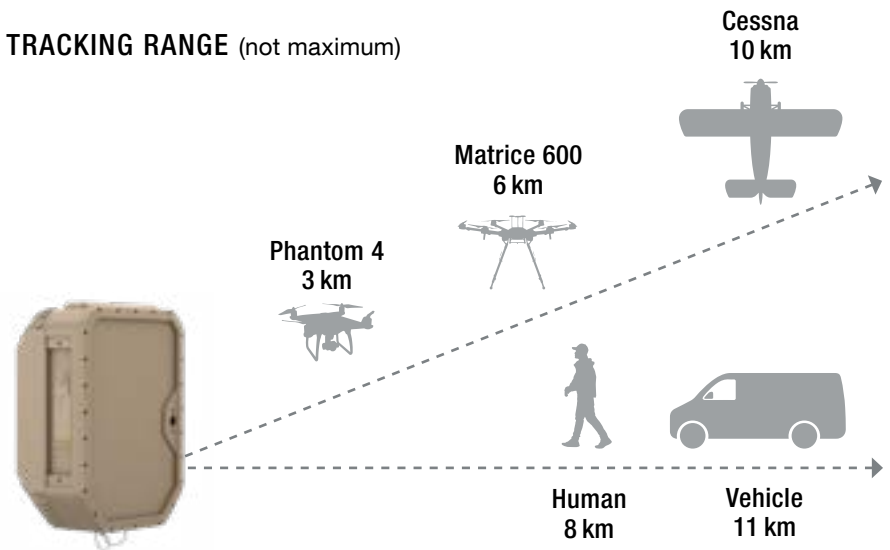 TRACKING RANGE (not maximum)
Cessna
10 km
Matrice 600
6 km
Phantom 4
3 km
Human
8 km
Vehicle
11 km